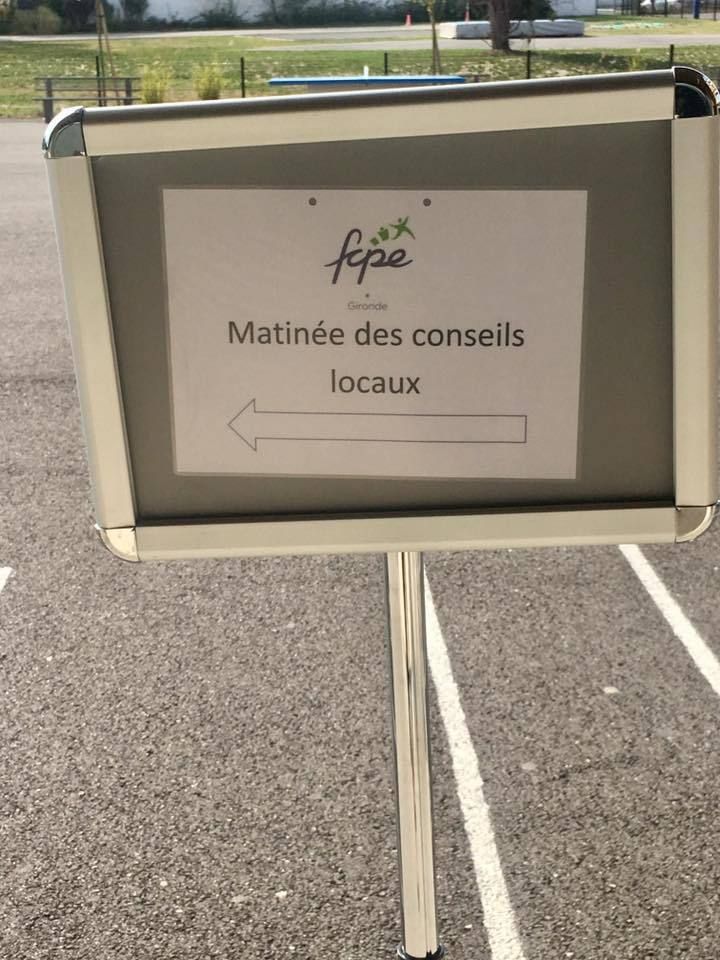 fcpe
Gironde
Matinée des conseils
locaux